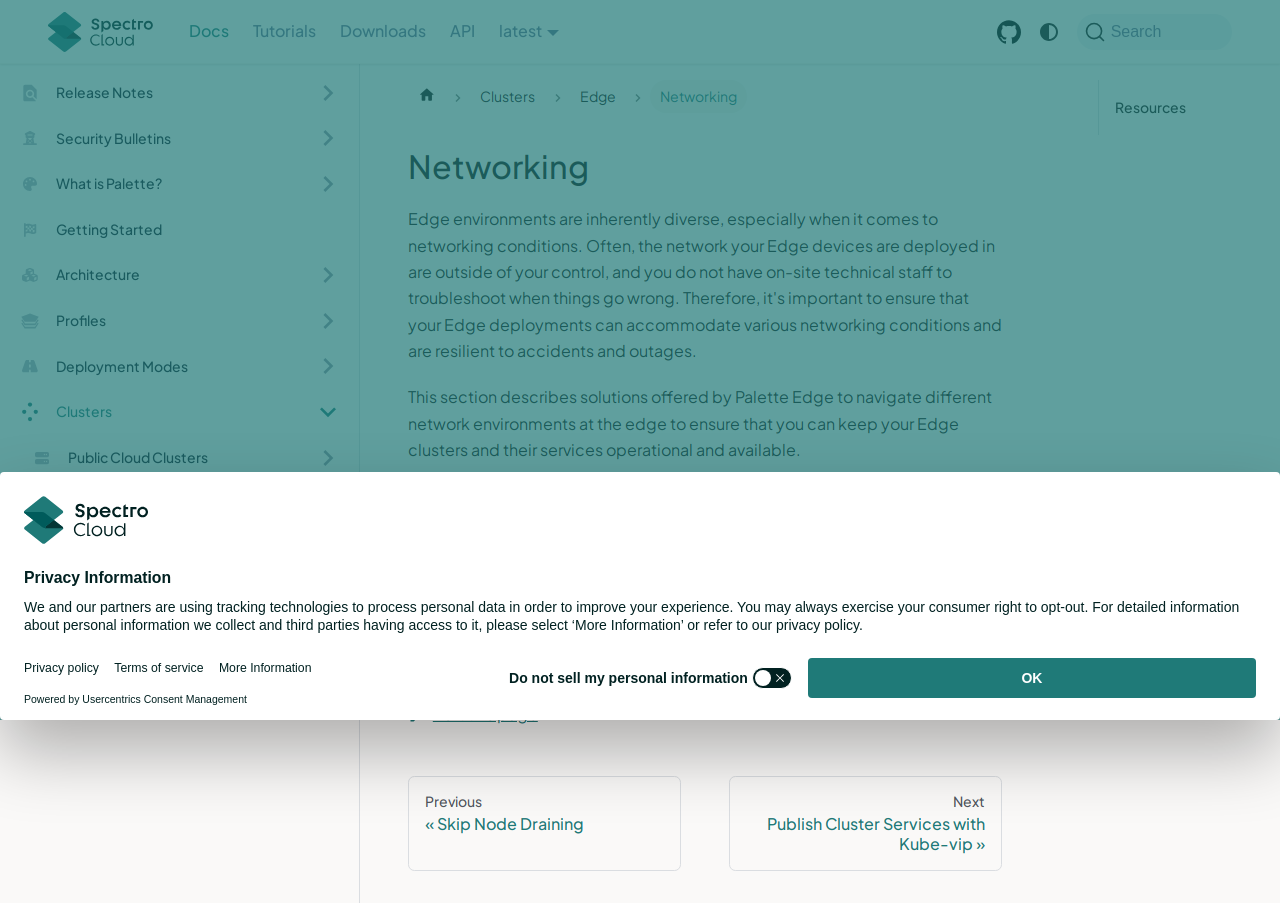 Spectro Cloud
Docs
Tutorials
Downloads
API
latest
Search
Release Notes
Security Bulletins
What is Palette?
Getting Started
Architecture
Profiles
Deployment Modes
Clusters
Public Cloud Clusters
Clusters
Edge
Networking
Resources
Networking
Edge environments are inherently diverse, especially when it comes to
networking conditions. Often, the network your Edge devices are deployed in
are outside of your control, and you do not have on-site technical staff to
troubleshoot when things go wrong. Therefore, it's important to ensure that
your Edge deployments can accommodate various networking conditions and
are resilient to accidents and outages.
This section describes solutions offered by Palette Edge to navigate different
network environments at the edge to ensure that you can keep your Edge
clusters and their services operational and available.
Spectro
Cloud
Privacy Information
We and our partners are using tracking technologies to process personal data in order to improve your experience. You may always exercise your consumer right to opt-out. For detailed information
about personal information we collect and third parties having access to it, please select ‘More Information’ or refer to our privacy policy.
Privacy policy
Terms of service
More Information
Powered by Usercentrics Consent Management
Do not sell my personal information
OK
Previous
« Skip Node Draining
Next
Publish Cluster Services with
Kube-vip »